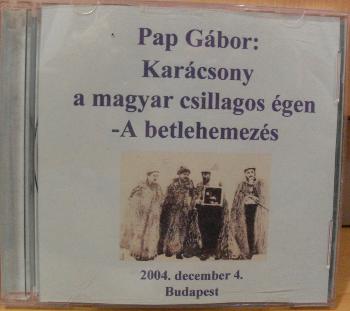 Pap Gábor:
Karácsony
a magyar csillagos égen
-A betlehemezés
2004. december 4.
Budapest